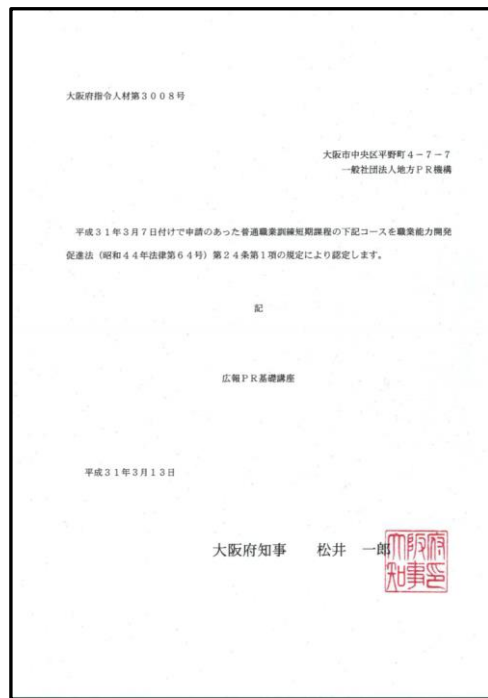 大阪府指令人材第３００８号
大阪市中央区平野町４－７－７
一般社団法人地方ＰＲ機構
平成３１年３月７日付けで申請のあった普通職業訓練短期課程の下記コースを職業能力開発
促進法（昭和４４年法律第６４号）第２４条第１項の規定により認定します。
記
広報ＰＲ基礎講座
平成３１年３月１３日
大阪府知事　松井　一郎
大阪府知事印